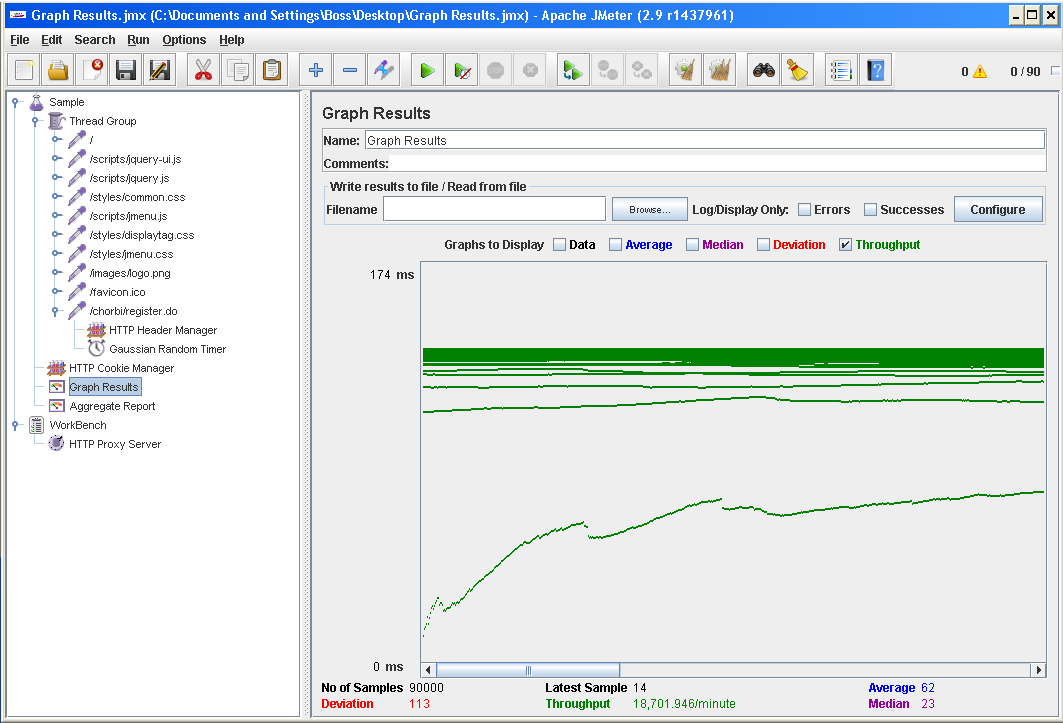 Graph Results.jmx (C:\Documents and Settings\Boss\Desktop\Graph Results.jmx) - Apache JMeter (2.9 r1437961)
File Edit Search Run Options Help
0 0 / 90
Sample
Thread Group
/
/scripts/jquery-ui.js
/scripts/jquery.js
/styles/common.css
/scripts/jmenu.js
/styles/displaytag.css
/styles/jmenu.css
/images/logo.png
/favicon.ico
/chorbi/register.do
HTTP Header Manager
Gaussian Random Timer
HTTP Cookie Manager
Graph Results
Aggregate Report
WorkBench
HTTP Proxy Server
Graph Results
Name: Graph Results
Comments:
Write results to file / Read from file
Filename Browse... Log/Display Only: Errors Successes Configure
Graphs to Display Data Average Median Deviation Throughput
174 ms
0 ms
No of Samples 90000 Latest Sample 14 Average 62
Deviation 113 Throughput 18,701.946/minute Median 23